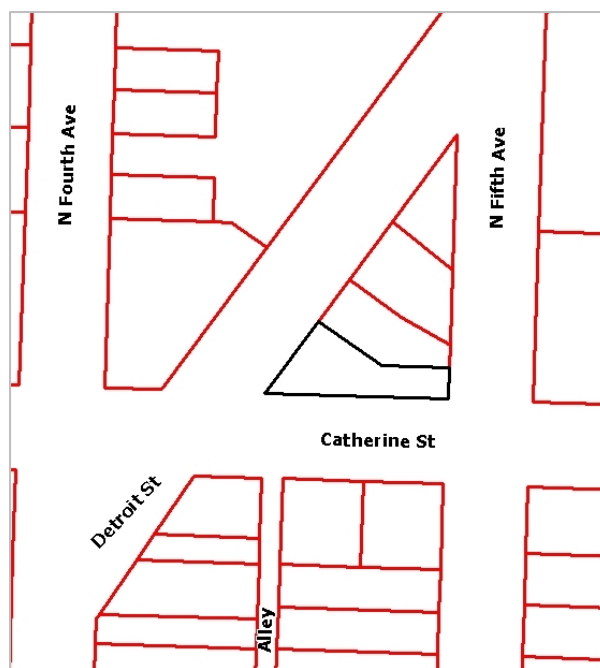 N Fourth Ave
N Fifth Ave
Catherine St
Detroit St
Alley